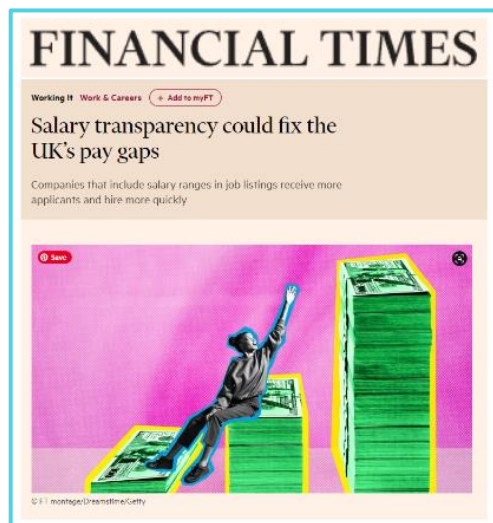 FINANCIAL TIMES
Working It Work & Careers + Add to myFT
Salary transparency could fix the
UK's pay gaps
Companies that include salary ranges in job listings receive more
applicants and hire more quickly
Save
© FT montage/Dreamstime/Getty